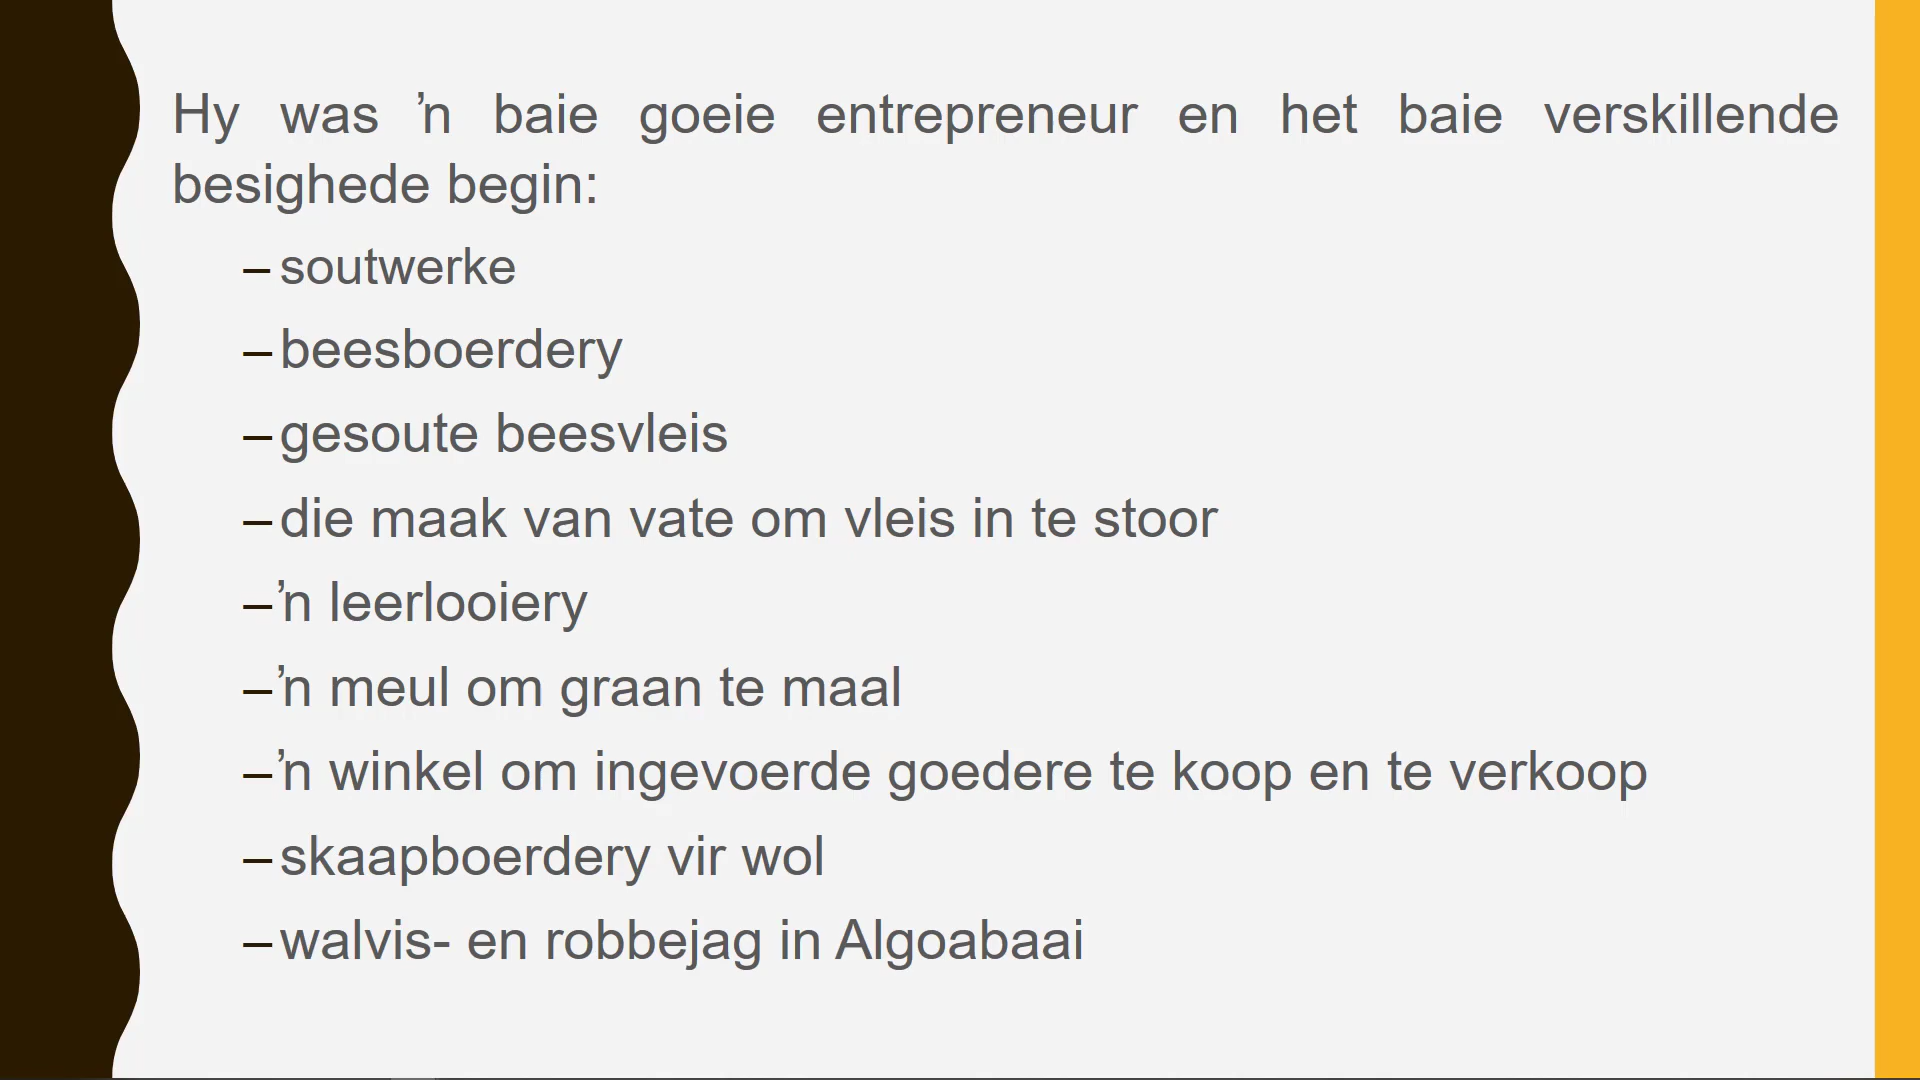 Hy was ’n baie goeie entrepreneur en het baie verskillende
besighede begin:
– soutwerke
– beesboerdery
– gesoute beesvleis
– die maak van vate om vleis in te stoor
– ’n leerlooiery
– ’n meul om graan te maal
– ’n winkel om ingevoerde goedere te koop en te verkoop
– skaapboerdery vir wol
– walvis- en robbejag in Algoabaai